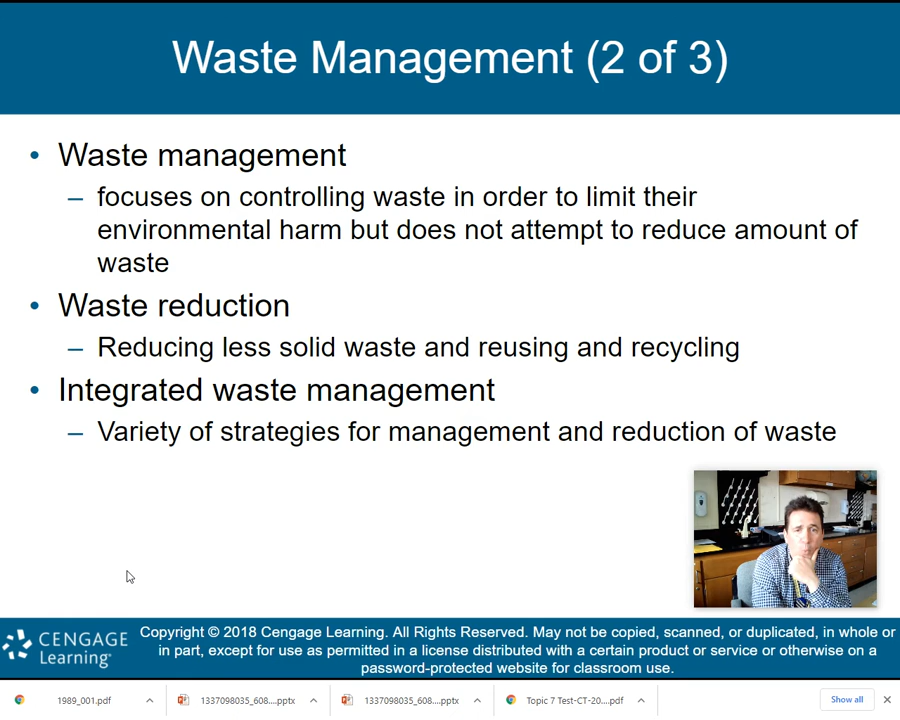 Waste Management (2 of 3)
• Waste management
– focuses on controlling waste in order to limit their
environmental harm but does not attempt to reduce amount of
waste
• Waste reduction
– Reducing less solid waste and reusing and recycling
• Integrated waste management
– Variety of strategies for management and reduction of waste
CENGAGE
Learning®
Copyright © 2018 Cengage Learning. All Rights Reserved. May not be copied, scanned, or duplicated, in whole or
in part, except for use as permitted in a license distributed with a certain product or service or otherwise on a
password-protected website for classroom use.
1989_001.pdf
1337098035_608....pptx
1337098035_608....pptx
Topic 7 Test-CT-20....pdf
Show all